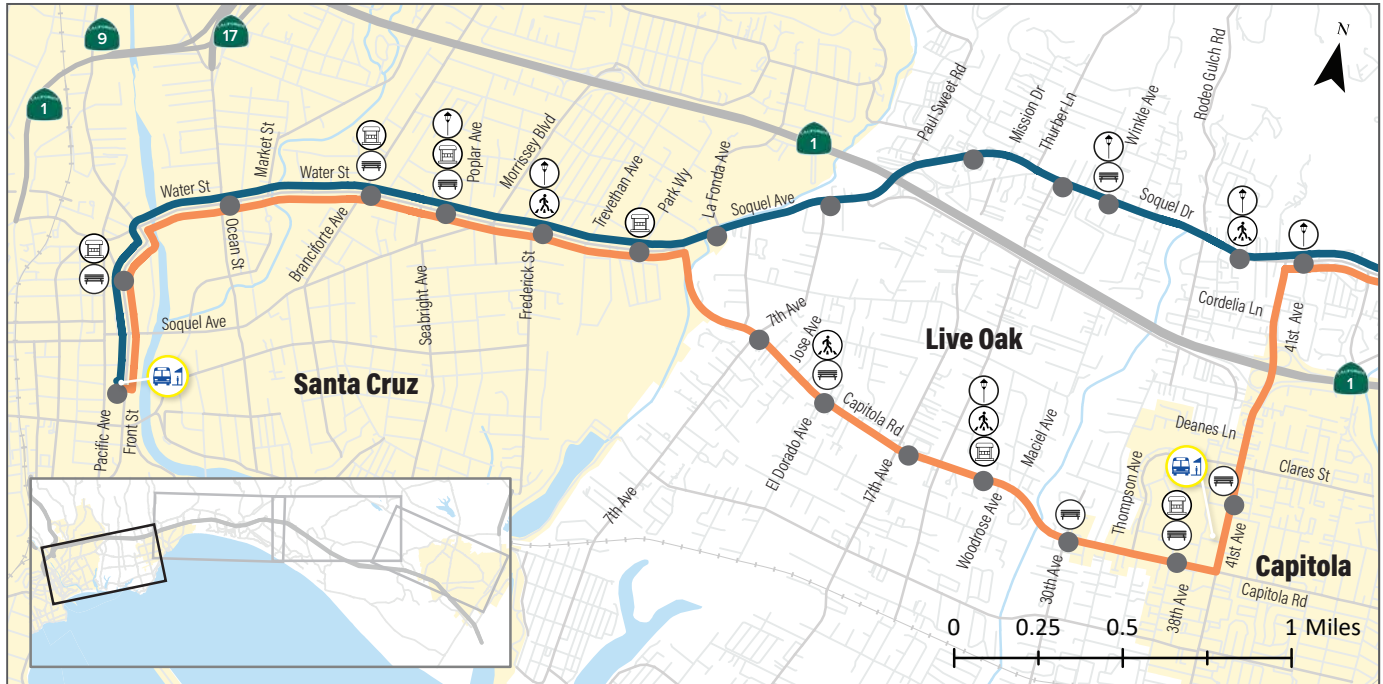 CALIFORNIA
9
CALIFORNIA
17
CALIFORNIA
1
N
Rodeo Gulch Rd
Paul Sweet Rd
Mission Dr
Thurber Ln
Winkle Ave
CALIFORNIA
1
Market St
Poplar Ave
Morrissey Blvd
Trevethan Ave
Park Wy
La Fonda Ave
Water St
Water St
Soquel Ave
Soquel Dr
Ocean St
Branciforte Ave
Seabright Ave
Frederick St
Soquel Ave
Cordelia Ln
41st Ave
7th Ave
Jose Ave
Live Oak
Santa Cruz
CALIFORNIA
1
Pacific Ave
Front St
Capitola Rd
El Dorado Ave
17th Ave
Maciel Ave
Deanes Ln
Clares St
Thompson Ave
7th Ave
Woodrose Ave
30th Ave
38th Ave
41st Ave
Capitola
Capitola Rd
0 0.25 0.5 1 Miles